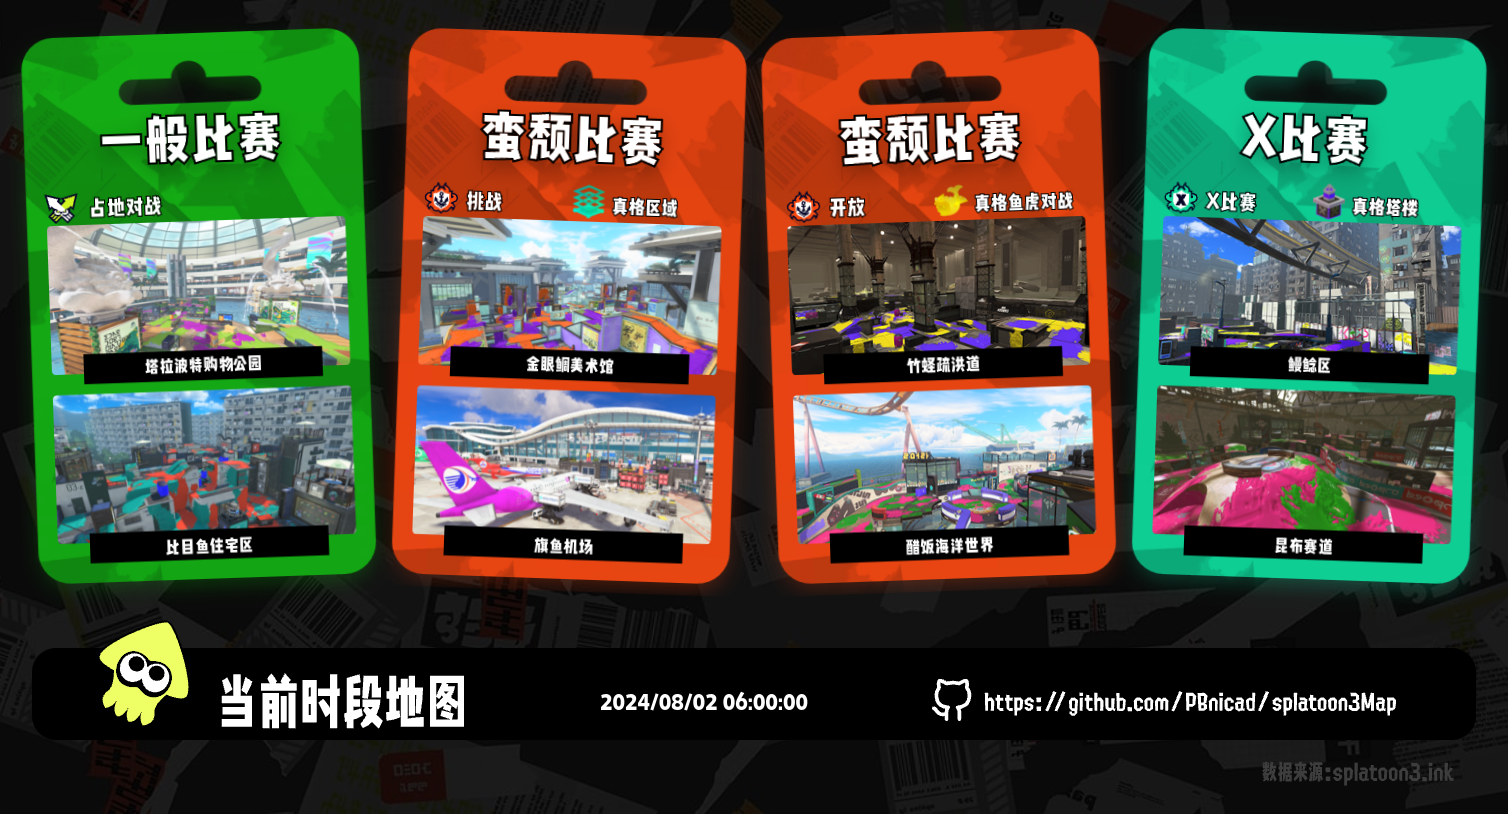 一般比赛
占地对战
塔拉波特购物公园
比目鱼住宅区
蛮颓比赛
挑战
真格区域
金眼鲷美术馆
旗鱼机场
蛮颓比赛
开放
真格鱼虎对战
竹蛏疏洪道
醋饭海洋世界
X比赛
X比赛
真格塔楼
鳗鲶区
昆布赛道
当前时段地图
2024/08/02 06:00:00
https://github.com/PBnicad/splatoon3Map
数据来源:splatoon3.ink